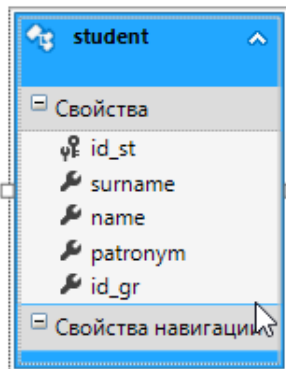 student
Свойства
id_st
surname
name
patronym
id_gr
Свойства навигации